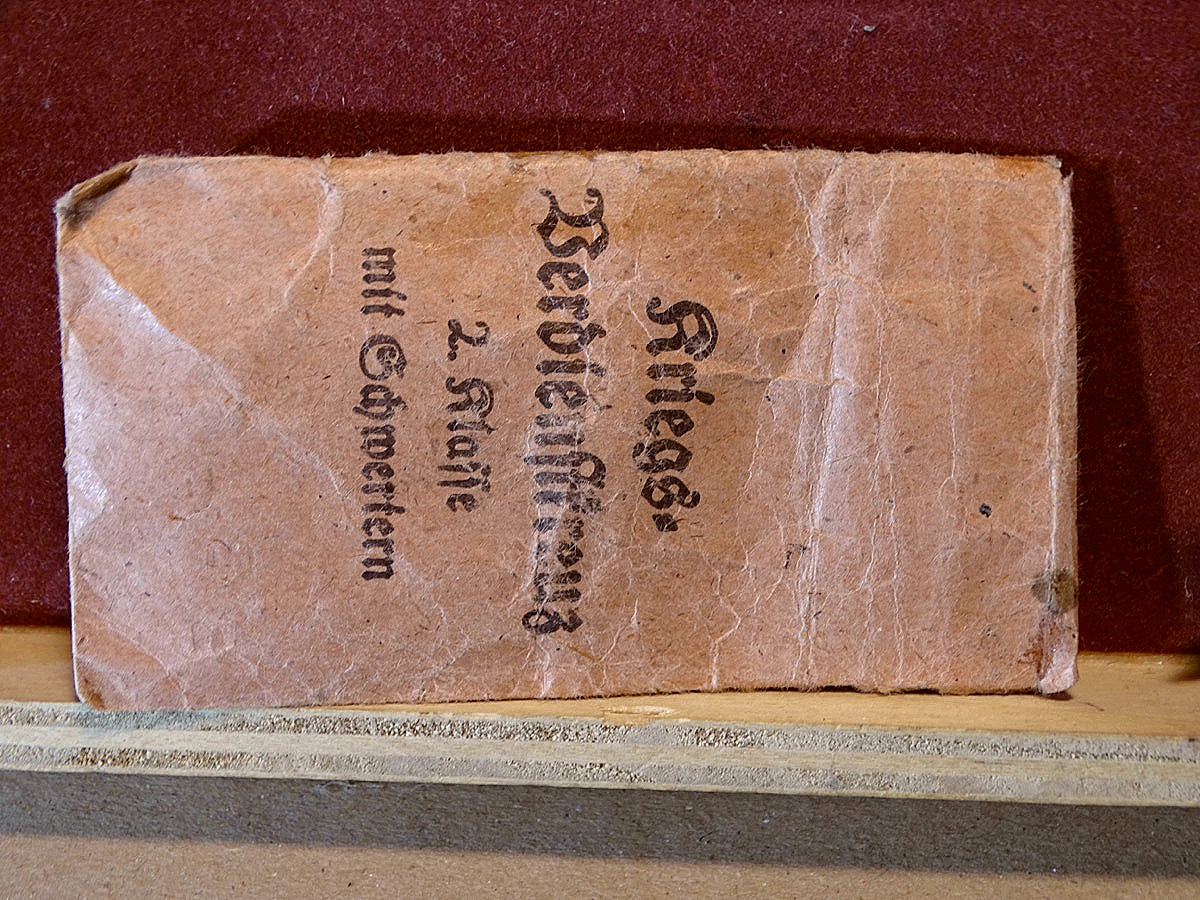 Kriegs-
Verdienstkreuz
2. Klasse
mit Schwertern